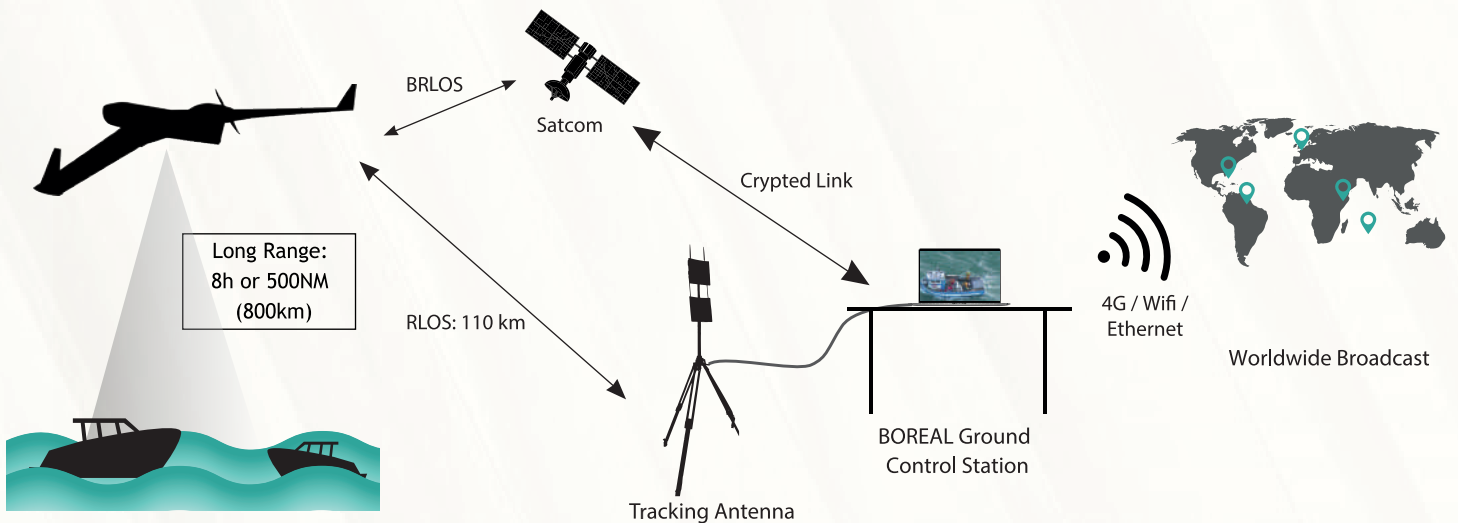 BRLOS
Satcom
Crypted Link
Long Range:
8h or 500NM
(800km)
RLOS: 110 km
4G / Wifi /
Ethernet
Worldwide Broadcast
BOREAL Ground
Control Station
Tracking Antenna